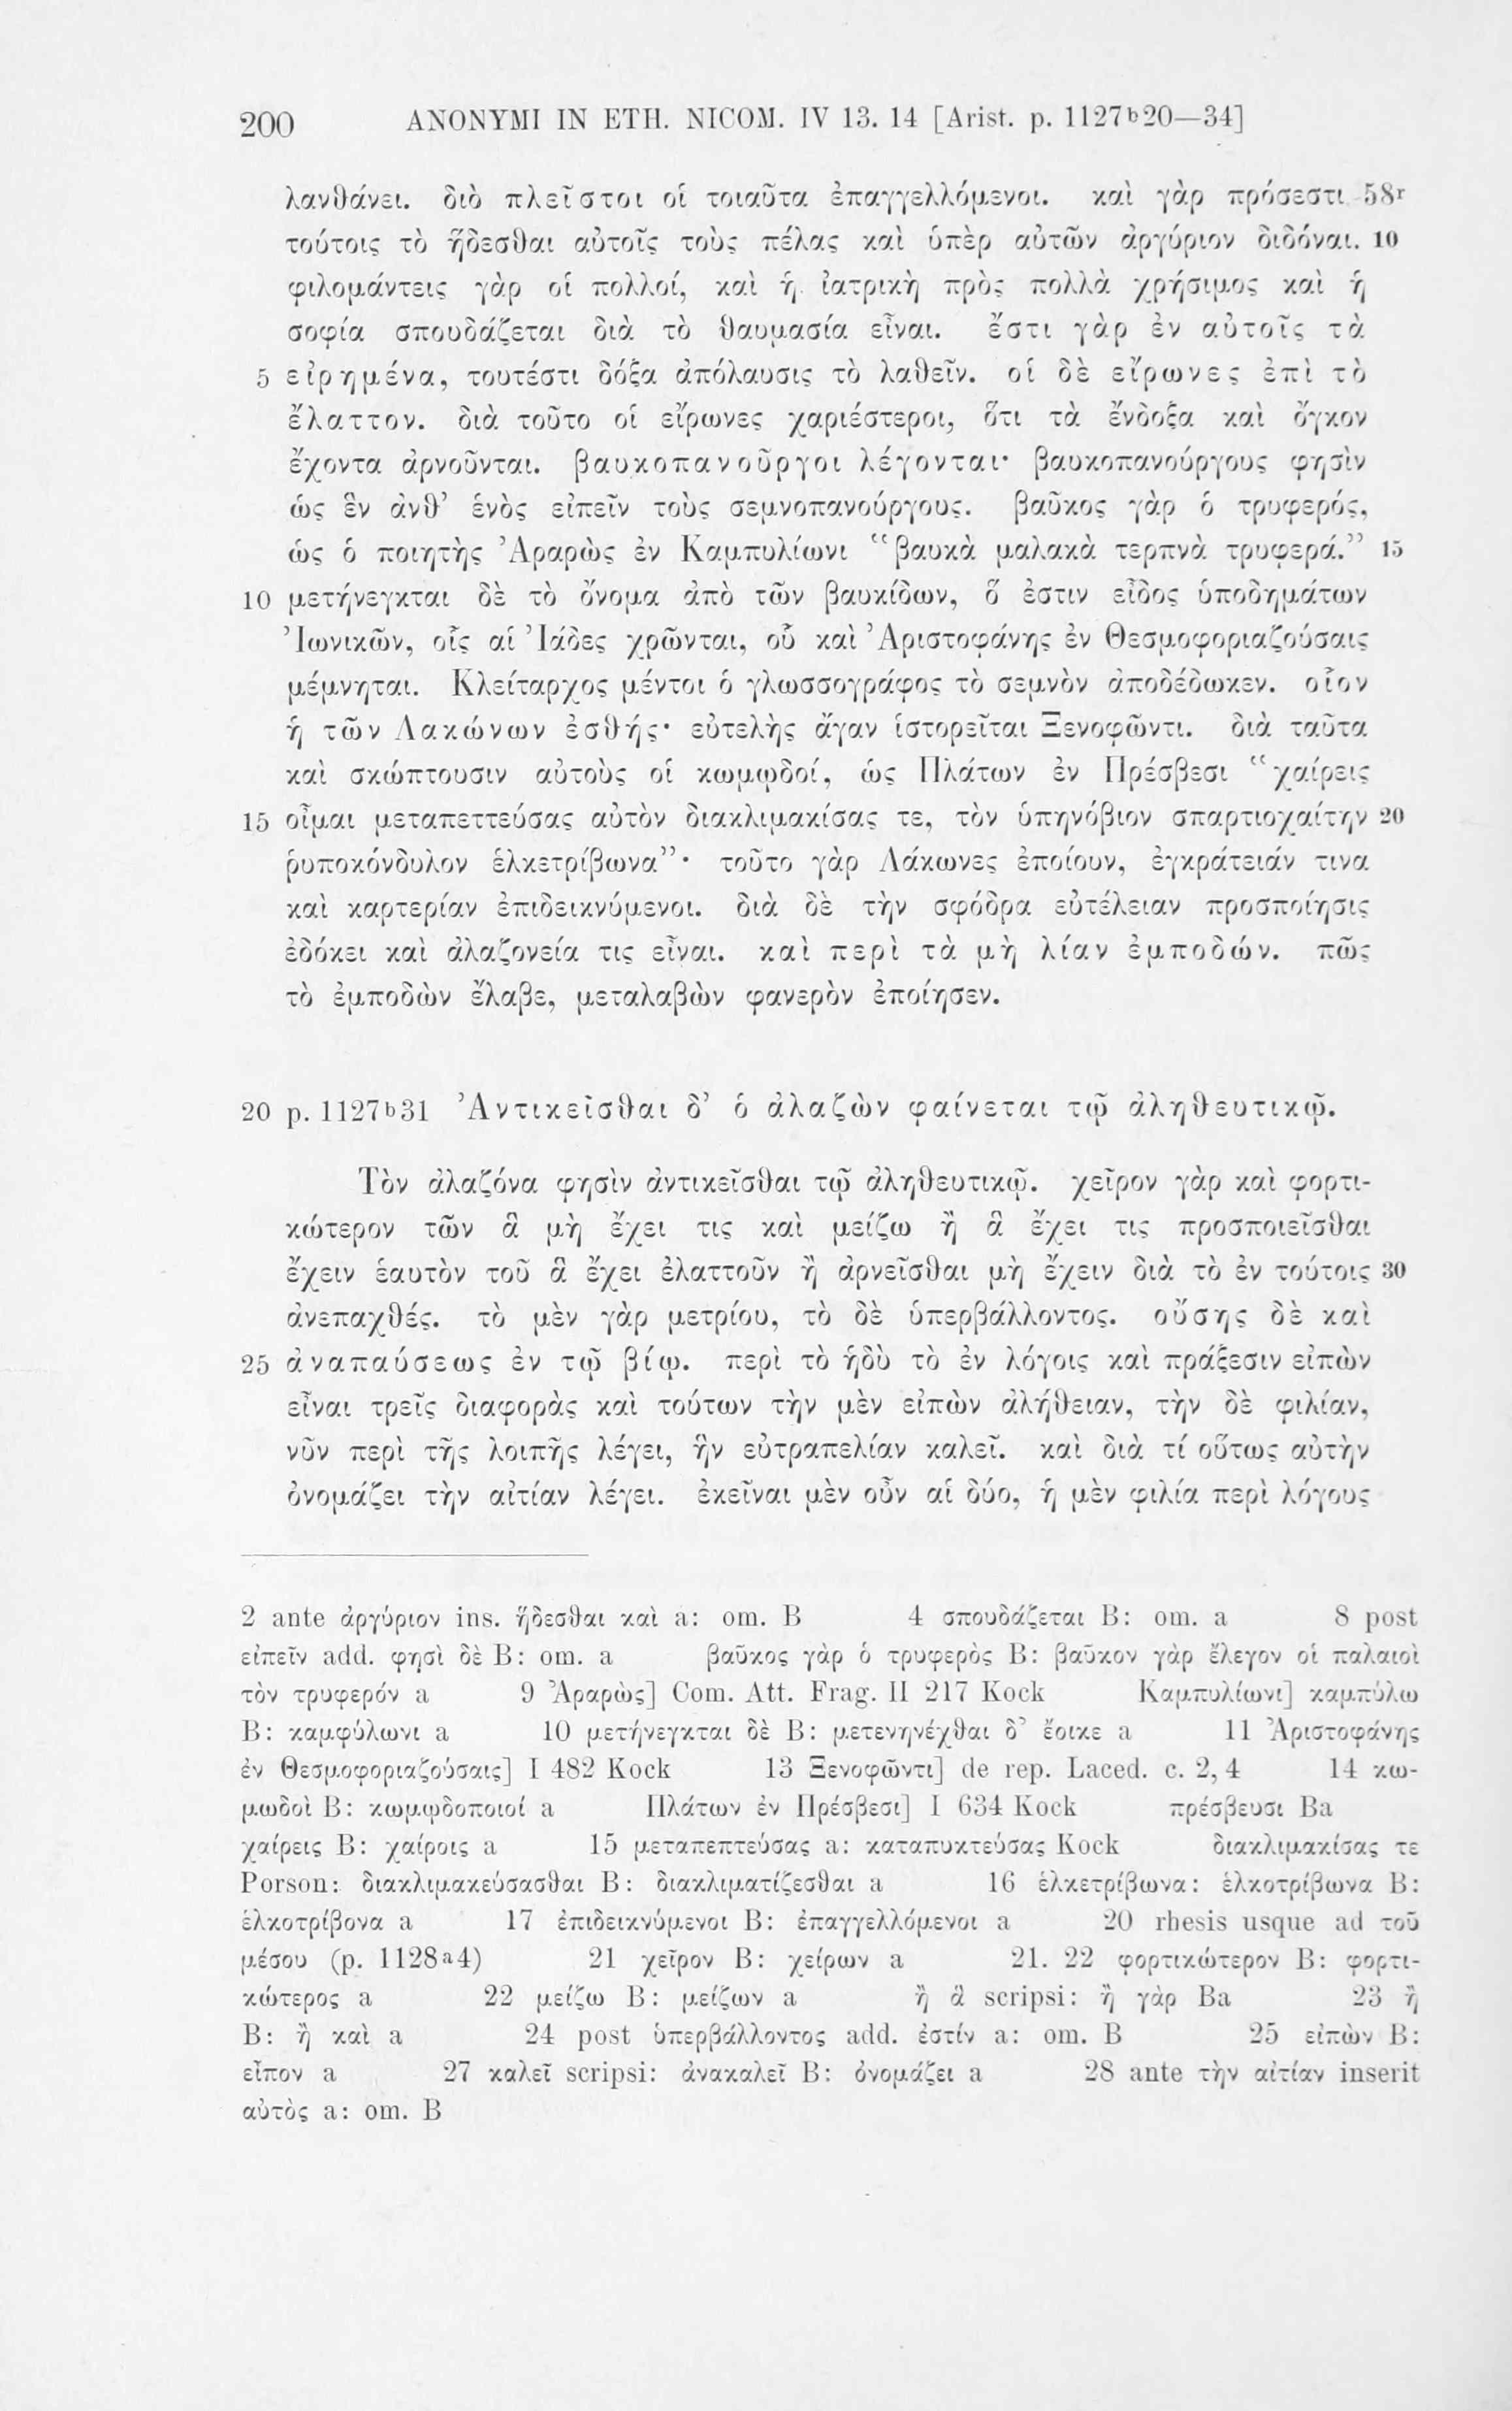 200 ANONYMI IN ETH. NICOM. IV 13. 14 [Arist. p. 1127b20—34]
λανθάνει. διὸ πλεῖστοι οἱ τοιαῦτα ἐπαγγελλόμενοι. καὶ γὰρ πρόσεστι 58r
τούτοις τὸ ἥδεσθαι αὐτοῖς τοὺς πέλας καὶ ὑπὲρ αὐτῶν ἀργύριον διδόναι. 10
φιλομάντεις γὰρ οἱ πολλοί, καὶ ἡ ἰατρικὴ πρὸς πολλὰ χρήσιμος καὶ ἡ
σοφία σπουδάζεται διὰ τὸ θαυμασία εἶναι. ἔστι γὰρ ἐν αὐτοῖς τὰ
5 εἰρημένα, τουτέστι δόξα ἀπόλαυσις τὸ λαθεῖν. οἱ δὲ εἴρωνες ἐπὶ τὸ
ἔλαττον. διὰ τοῦτο οἱ εἴρωνες χαριέστεροι, ὅτι τὰ ἔνδοξα καὶ ὄγκον
ἔχοντα ἀρνοῦνται. βαυκοπανοῦργοι λέγονται· βαυκοπανούργους φησὶν
ὡς ἓν ἀνθ’ ἑνὸς εἰπεῖν τοὺς σεμνοπανούργους. βαῦκος γὰρ ὁ τρυφερός,
ὡς ὁ ποιητὴς Ἀραρὼς ἐν Καμπυλίωνι “βαυκὰ μαλακὰ τερπνὰ τρυφερά.” 15
10 μετήνεγκται δὲ τὸ ὄνομα ἀπὸ τῶν βαυκίδων, ὅ ἐστιν εἶδος ὑποδημάτων
Ἰωνικῶν, οἷς αἱ Ἰάδες χρῶνται, οὗ καὶ Ἀριστοφάνης ἐν Θεσμοφοριαζούσαις
μέμνηται. Κλείταρχος μέντοι ὁ γλωσσογράφος τὸ σεμνὸν ἀποδέδωκεν. οἷον
ἡ τῶν Λακώνων ἐσθής· εὐτελὴς ἄγαν ἱστορεῖται Ξενοφῶντι. διὰ ταῦτα
καὶ σκώπτουσιν αὐτοὺς οἱ κωμῳδοί, ὡς Πλάτων ἐν Πρέσβεσι “χαίρεις
15 οἶμαι μεταπεττεύσας αὐτὸν διακλιμακίσας τε, τὸν ὑπηνόβιον σπαρτιοχαίτην 20
ῥυποκόνδυλον ἑλκετρίβωνα”· τοῦτο γὰρ Λάκωνες ἐποίουν, ἐγκράτειάν τινα
καὶ καρτερίαν ἐπιδεικνύμενοι. διὰ δὲ τὴν σφόδρα εὐτέλειαν προσποίησις
ἐδόκει καὶ ἀλαζονεία τις εἶναι. καὶ περὶ τὰ μὴ λίαν ἐμποδών. πῶς
τὸ ἐμποδὼν ἔλαβε, μεταλαβὼν φανερὸν ἐποίησεν.
20 p. 1127b31 Ἀντικεῖσθαι δ’ ὁ ἀλαζὼν φαίνεται τῷ ἀληθευτικῷ.
Τὸν ἀλαζόνα φησὶν ἀντικεῖσθαι τῷ ἀληθευτικῷ. χεῖρον γὰρ καὶ φορτι-
κώτερον τῶν ἃ μὴ ἔχει τις καὶ μείζω ἢ ἃ ἔχει τις προσποιεῖσθαι
ἔχειν ἑαυτὸν τοῦ ἃ ἔχει ἐλαττοῦν ἢ ἀρνεῖσθαι μὴ ἔχειν διὰ τὸ ἐν τούτοις 30
ἀνεπαχθές. τὸ μὲν γὰρ μετρίου, τὸ δὲ ὑπερβάλλοντος. οὔσης δὲ καὶ
25 ἀναπαύσεως ἐν τῷ βίῳ. περὶ τὸ ἡδὺ τὸ ἐν λόγοις καὶ πράξεσιν εἰπὼν
εἶναι τρεῖς διαφορὰς καὶ τούτων τὴν μὲν εἰπὼν ἀλήθειαν, τὴν δὲ φιλίαν,
νῦν περὶ τῆς λοιπῆς λέγει, ἣν εὐτραπελίαν καλεῖ. καὶ διὰ τί οὕτως αὐτὴν
ὀνομάζει τὴν αἰτίαν λέγει. ἐκεῖναι μὲν οὖν αἱ δύο, ἡ μὲν φιλία περὶ λόγους
2 ante ἀργύριον ins. ἥδεσθαι καὶ a: om. B 4 σπουδάζεται B: om. a 8 post
εἰπεῖν add. φησὶ δὲ B: om. a βαῦκος γὰρ ὁ τρυφερὸς B: βαῦκον γὰρ ἔλεγον οἱ παλαιοὶ
τὸν τρυφερόν a 9 Ἀραρὼς] Com. Att. Frag. II 217 Kock Καμπυλίωνι] καμπύλω
B: καμφύλωνι a 10 μετήνεγκται δὲ B: μετενηνέχθαι δ’ ἔοικε a 11 Ἀριστοφάνης
ἐν Θεσμοφοριαζούσαις] I 482 Kock 13 Ξενοφῶντι] de rep. Laced. c. 2, 4 14 κω-
μωδοὶ B: κωμῳδοποιοί a Πλάτων ἐν Πρέσβεσι] I 634 Kock πρέσβευσι Ba
χαίρεις B: χαίροις a 15 μεταπεπτεύσας a: καταπυκτεύσας Kock διακλιμακίσας τε
Porson: διακλιμακεύσασθαι B: διακλιματίζεσθαι a 16 ἑλκετρίβωνα: ἑλκοτρίβωνα B:
ἑλκοτρίβονα a 17 ἐπιδεικνύμενοι B: ἐπαγγελλόμενοι a 20 rhesis usque ad τοῦ
μέσου (p. 1128a4) 21 χεῖρον B: χείρων a 21. 22 φορτικώτερον B: φορτι-
κώτερος a 22 μείζω B: μείζων a ἢ ἃ scripsi: ἢ γὰρ Ba 23 ἢ
B: ἢ καὶ a 24 post ὑπερβάλλοντος add. ἐστίν a: om. B 25 εἰπὼν B:
εἶπον a 27 καλεῖ scripsi: ἀνακαλεῖ B: ὀνομάζει a 28 ante τὴν αἰτίαν inserit
αὐτὸς a: om. B